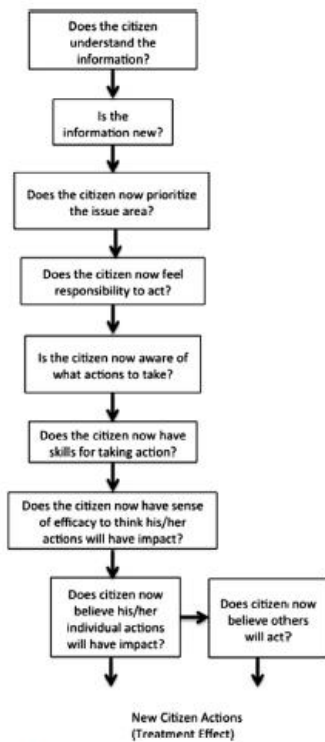 Does the citizen
understand the
information?
Is the
information new?
Does the citizen now prioritize
the issue area?
Does the citizen now feel
responsibility to act?
Is the citizen now aware of
what actions to take?
Does the citizen now have
skills for taking action?
Does the citizen now have sense
of efficacy to think his/her
actions will have impact?
Does citizen now
believe his/her
individual actions
will have impact?
Does citizen now
believe others
will act?
New Citizen Actions
(Treatment Effect)